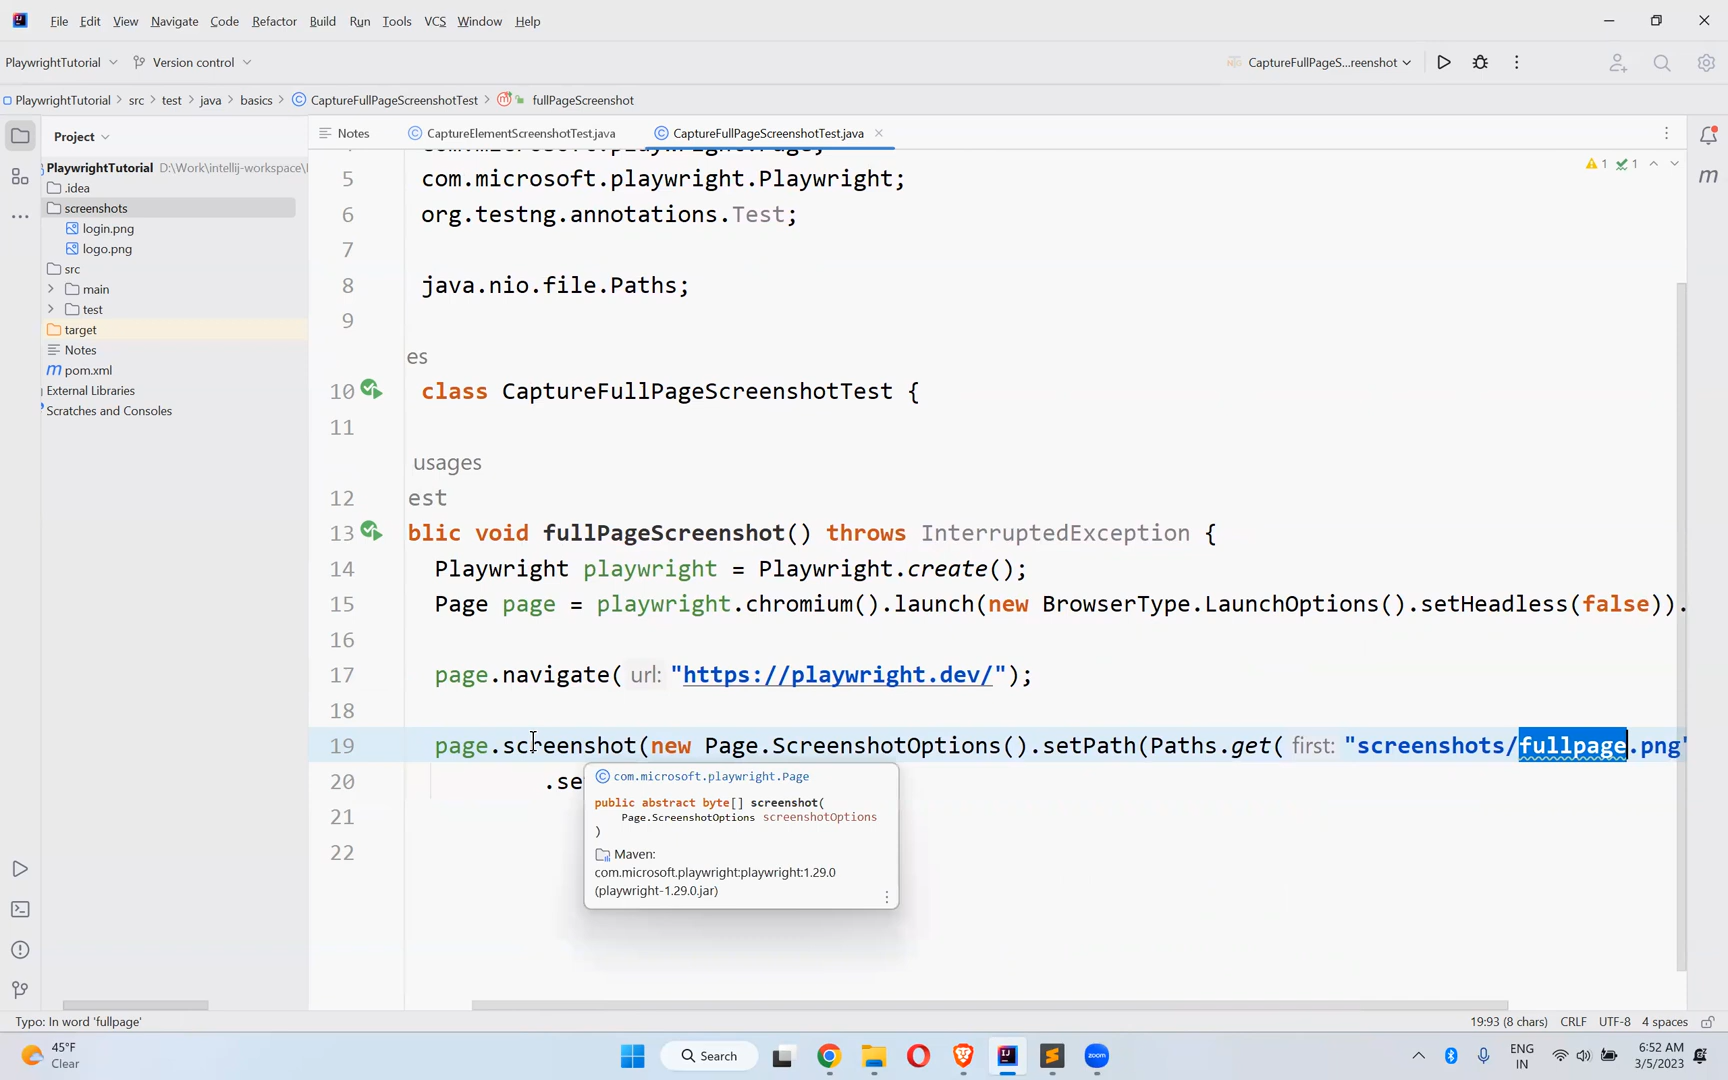 File Edit View Navigate Code Refactor Build Run Tools VCS Window Help
PlaywrightTutorial Version control CaptureFullPageS...reenshot
PlaywrightTutorial src test java basics CaptureFullPageScreenshotTest fullPageScreenshot
Project
Notes CaptureElementScreenshotTest.java CaptureFullPageScreenshotTest.java
PlaywrightTutorial D:\Work\intellij-workspace\
.idea
screenshots
login.png
logo.png
src
main
test
target
Notes
pom.xml
External Libraries
Scratches and Consoles
1 1
com.microsoft.playwright.Page;
5 com.microsoft.playwright.Playwright;
6 org.testng.annotations.Test;
7
8 java.nio.file.Paths;
9
es
10 class CaptureFullPageScreenshotTest {
11
usages
12 est
13 blic void fullPageScreenshot() throws InterruptedException {
14 Playwright playwright = Playwright.create();
15 Page page = playwright.chromium().launch(new BrowserType.LaunchOptions().setHeadless(false)).
16
17 page.navigate( url: "https://playwright.dev/");
18
19 page.screenshot(new Page.ScreenshotOptions().setPath(Paths.get( first: "screenshots/fullpage.png"
20 .se
21
22
com.microsoft.playwright.Page
public abstract byte[] screenshot(
Page.ScreenshotOptions screenshotOptions
)
Maven:
com.microsoft.playwright:playwright:1.29.0
(playwright-1.29.0.jar)
Typo: In word 'fullpage' 19:93 (8 chars) CRLF UTF-8 4 spaces
45°F
Clear
Search
zoom
ENG
IN
6:52 AM
3/5/2023